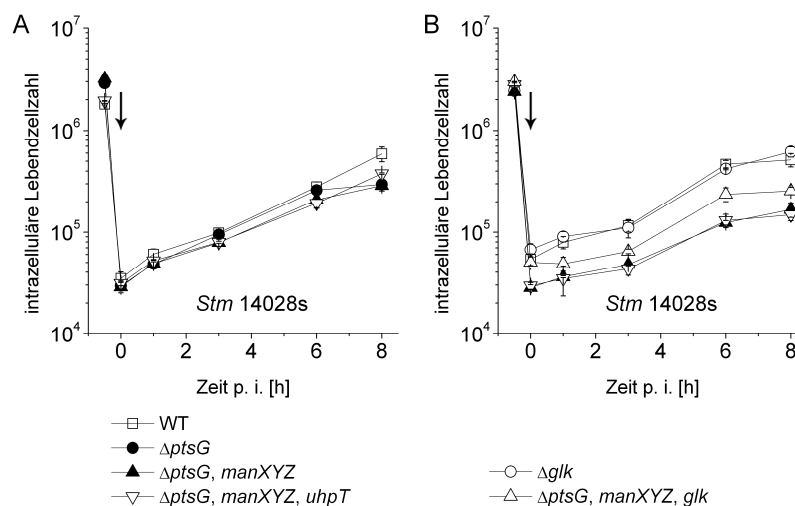 A
B
10^7
10^6
10^5
10^4
intrazelluläre Lebendzellzahl
Stm 14028s
0 2 4 6 8
Zeit p. i. [h]
10^7
10^6
10^5
10^4
intrazelluläre Lebendzellzahl
Stm 14028s
0 2 4 6 8
Zeit p. i. [h]
WT
ΔptsG
ΔptsG, manXYZ
ΔptsG, manXYZ, uhpT
Δglk
ΔptsG, manXYZ, glk